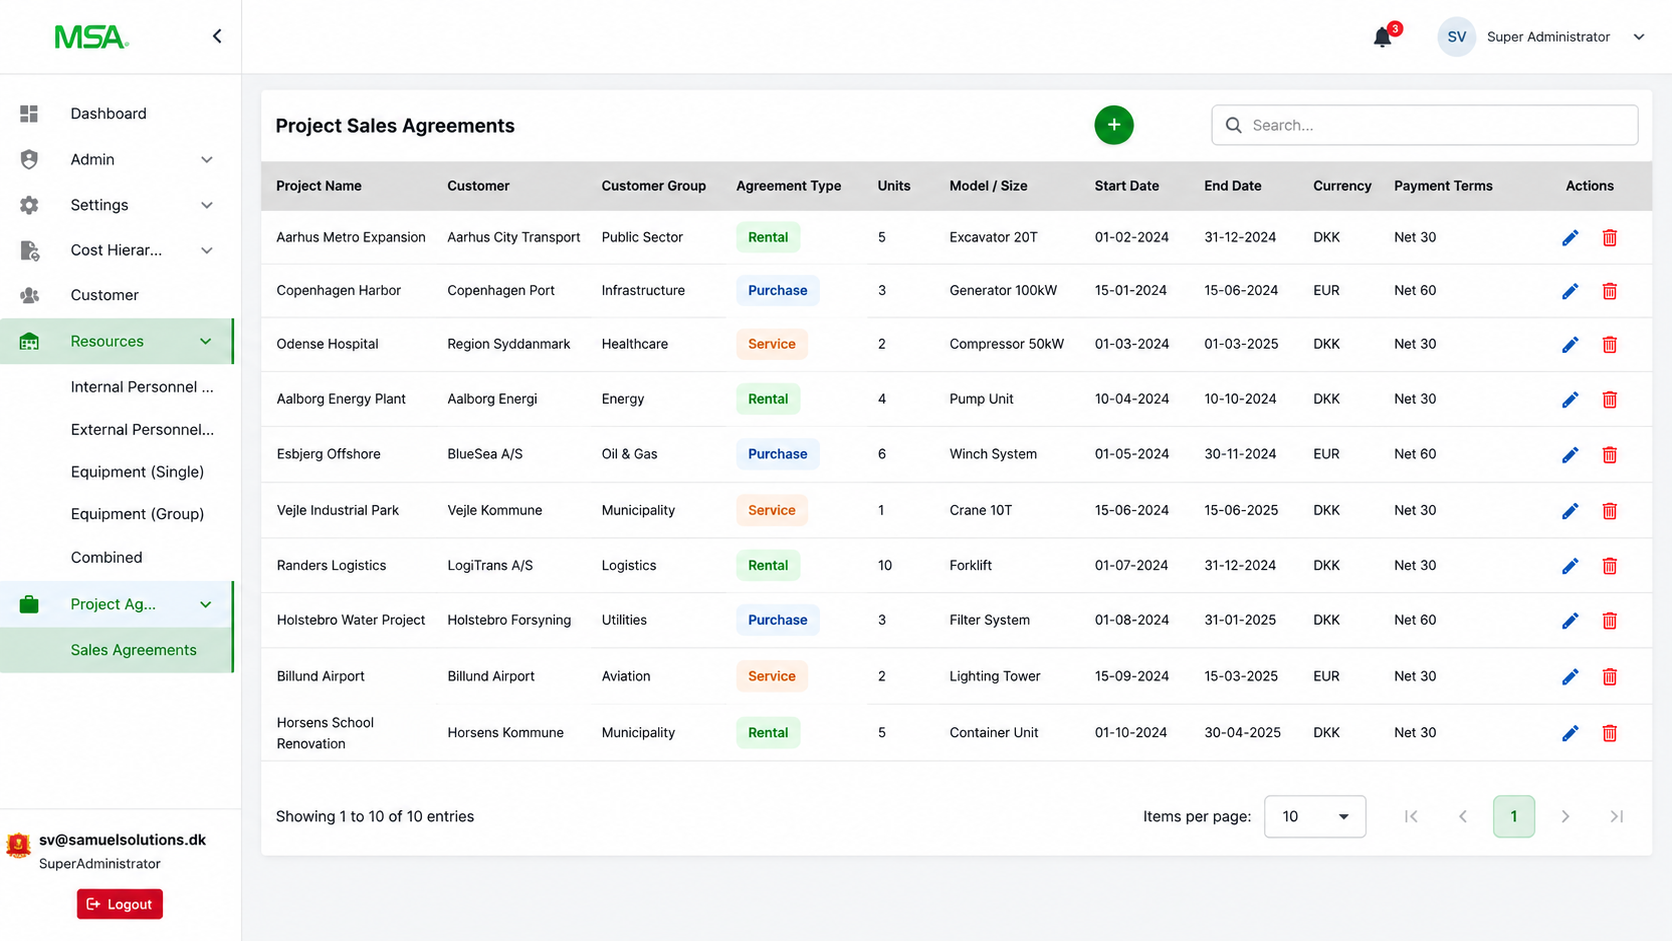 MSA
3
SV
Super Administrator
Dashboard
Admin
Settings
Cost Hierar...
Customer
Resources
Internal Personnel ...
External Personnel...
Equipment (Single)
Equipment (Group)
Combined
Project Ag...
Sales Agreements
sv@samuelsolutions.dk
SuperAdministrator
Logout
Project Sales Agreements
+
Search...
Project Name Customer Customer Group Agreement Type Units Model / Size Start Date End Date Currency Payment Terms Actions
Aarhus Metro Expansion Aarhus City Transport Public Sector Rental 5 Excavator 20T 01-02-2024 31-12-2024 DKK Net 30
Copenhagen Harbor Copenhagen Port Infrastructure Purchase 3 Generator 100kW 15-01-2024 15-06-2024 EUR Net 60
Odense Hospital Region Syddanmark Healthcare Service 2 Compressor 50kW 01-03-2024 01-03-2025 DKK Net 30
Aalborg Energy Plant Aalborg Energi Energy Rental 4 Pump Unit 10-04-2024 10-10-2024 DKK Net 30
Esbjerg Offshore BlueSea A/S Oil & Gas Purchase 6 Winch System 01-05-2024 30-11-2024 EUR Net 60
Vejle Industrial Park Vejle Kommune Municipality Service 1 Crane 10T 15-06-2024 15-06-2025 DKK Net 30
Randers Logistics LogiTrans A/S Logistics Rental 10 Forklift 01-07-2024 31-12-2024 DKK Net 30
Holstebro Water Project Holstebro Forsyning Utilities Purchase 3 Filter System 01-08-2024 31-01-2025 DKK Net 60
Billund Airport Billund Airport Aviation Service 2 Lighting Tower 15-09-2024 15-03-2025 EUR Net 30
Horsens School
Renovation Horsens Kommune Municipality Rental 5 Container Unit 01-10-2024 30-04-2025 DKK Net 30
Showing 1 to 10 of 10 entries
Items per page: 10
1